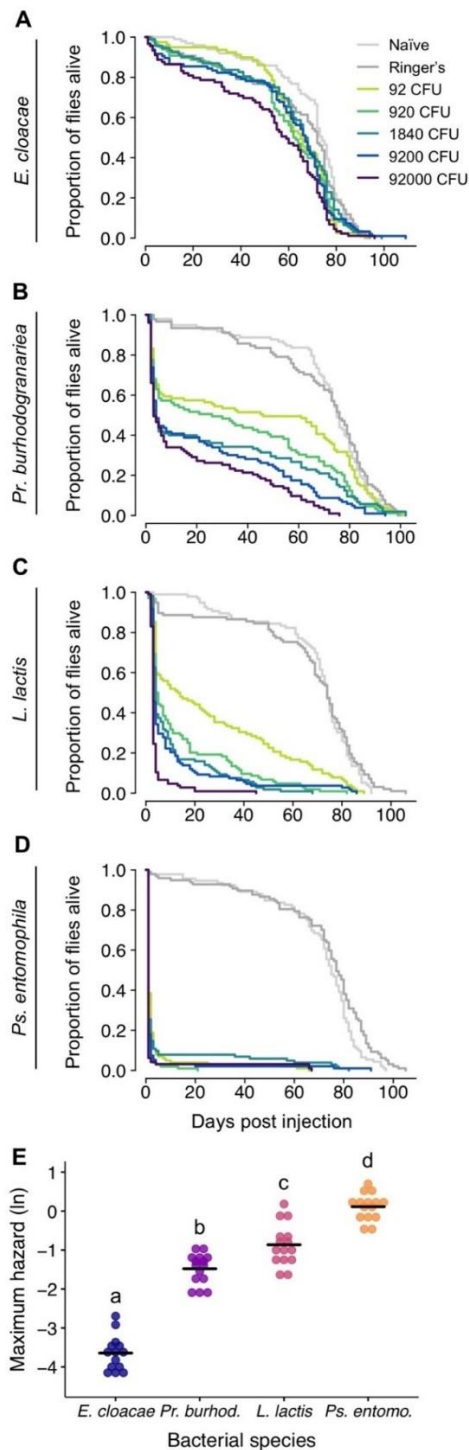 A
E. cloacae
Proportion of flies alive
1.0
0.8
0.6
0.4
0.2
0.0
0 20 40 60 80 100
Naïve
Ringer's
92 CFU
920 CFU
1840 CFU
9200 CFU
92000 CFU
B
Pr. burhodogranariea
Proportion of flies alive
1.0
0.8
0.6
0.4
0.2
0.0
0 20 40 60 80 100
C
L. lactis
Proportion of flies alive
1.0
0.8
0.6
0.4
0.2
0.0
0 20 40 60 80 100
D
Ps. entomophila
Proportion of flies alive
1.0
0.8
0.6
0.4
0.2
0.0
0 20 40 60 80 100
Days post injection
E
Maximum hazard (ln)
1
0
−1
−2
−3
−4
a
b
c
d
E. cloacae Pr. burhod. L. lactis Ps. entomo.
Bacterial species